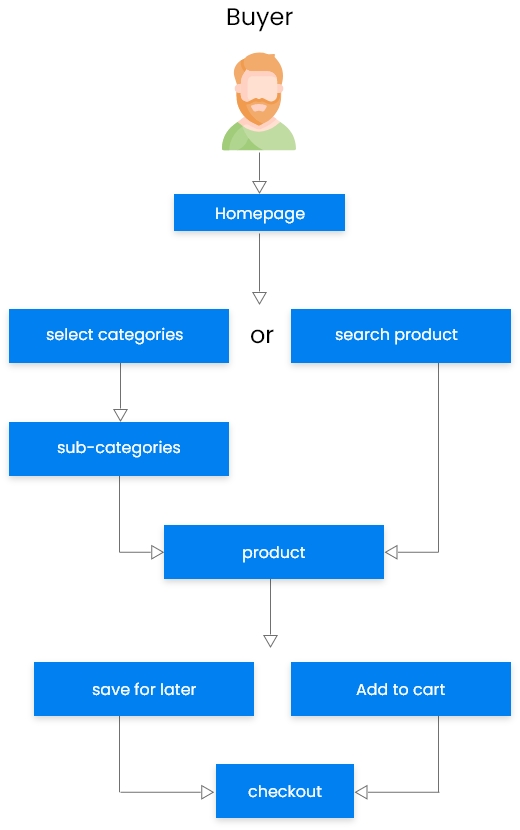 Buyer
Homepage
select categories
or
search product
sub-categories
product
save for later
Add to cart
checkout